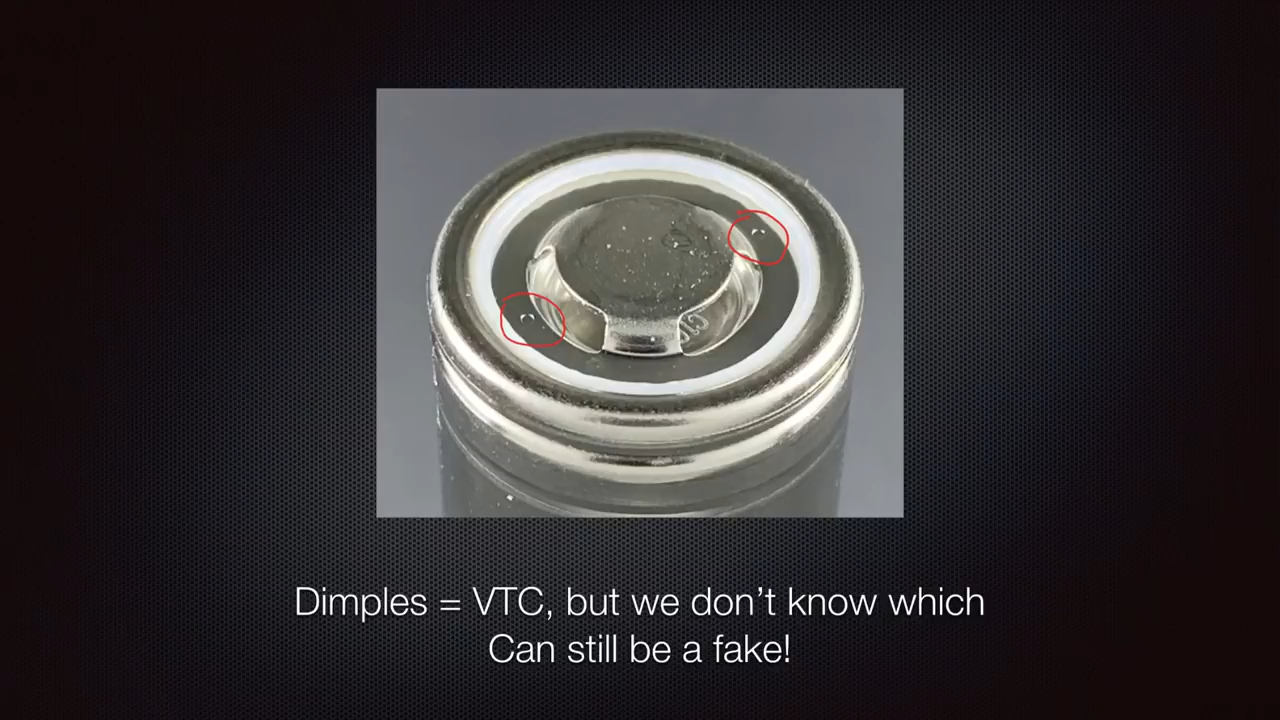 Dimples = VTC, but we don't know which
Can still be a fake!